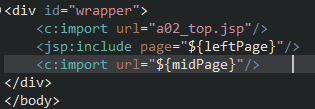 <div id="wrapper">
<c:import url="a02_top.jsp"/>
<jsp:include page="${leftPage}"/>
<c:import url="${midPage}"/>
</div>
</body>